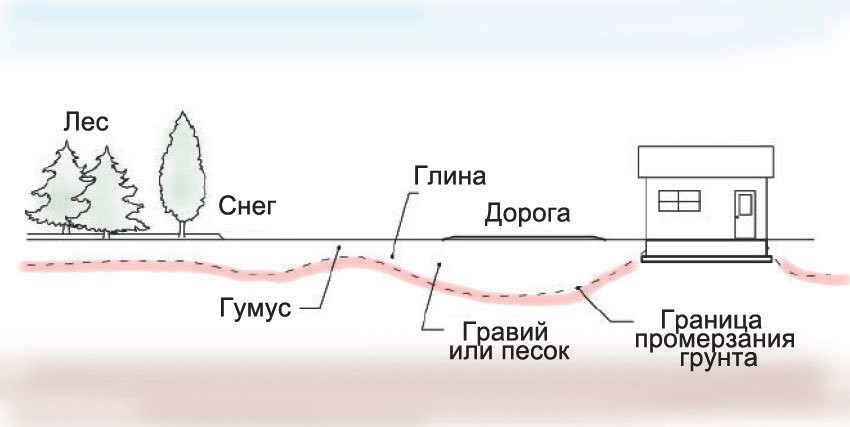 Лес
Снег
Глина
Дорога
Гумус
Гравий
или песок
Граница
промерзания
грунта